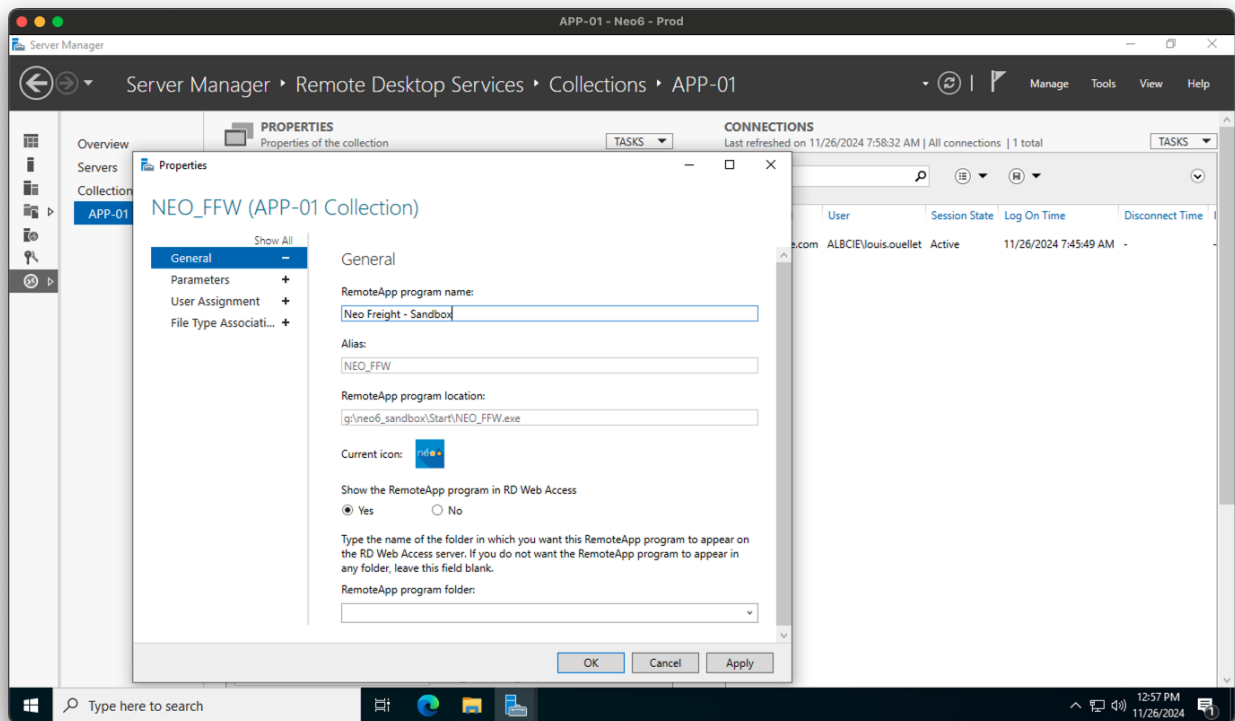 APP-01 - Neo6 - Prod
Server Manager
Server Manager Remote Desktop Services Collections APP-01
Manage Tools View Help
Overview
Servers
Collection
APP-01
PROPERTIES
Properties of the collection
TASKS
CONNECTIONS
Last refreshed on 11/26/2024 7:58:32 AM | All connections | 1 total
TASKS
User Session State Log On Time Disconnect Time
e.com ALBCIE\louis.ouellet Active 11/26/2024 7:45:49 AM - -
Properties
NEO_FFW (APP-01 Collection)
Show All
General −
Parameters +
User Assignment +
File Type Associati... +
General
RemoteApp program name:
Neo Freight - Sandbox
Alias:
NEO_FFW
RemoteApp program location:
g:\neo6_sandbox\Start\NEO_FFW.exe
Current icon: néo
Show the RemoteApp program in RD Web Access
Yes No
Type the name of the folder in which you want this RemoteApp program to appear on
the RD Web Access server. If you do not want the RemoteApp program to appear in
any folder, leave this field blank.
RemoteApp program folder:
OK Cancel Apply
Type here to search
12:57 PM
11/26/2024
1